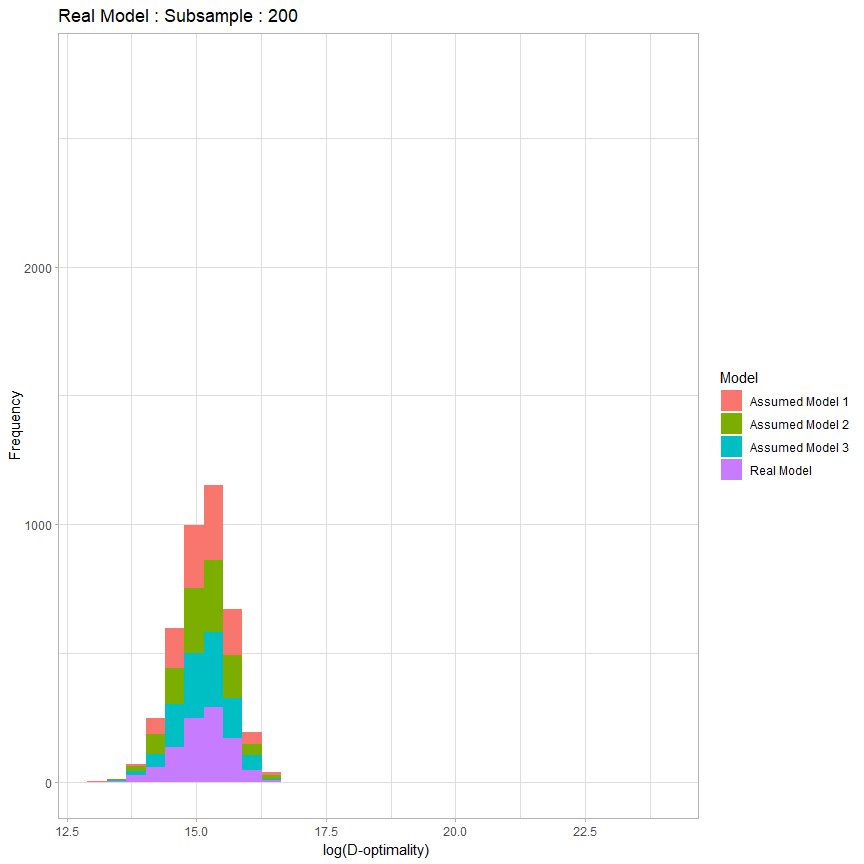 Real Model : Subsample : 200
Frequency
2000
1000
0
12.5 15.0 17.5 20.0 22.5
log(D-optimality)
Model
Assumed Model 1
Assumed Model 2
Assumed Model 3
Real Model